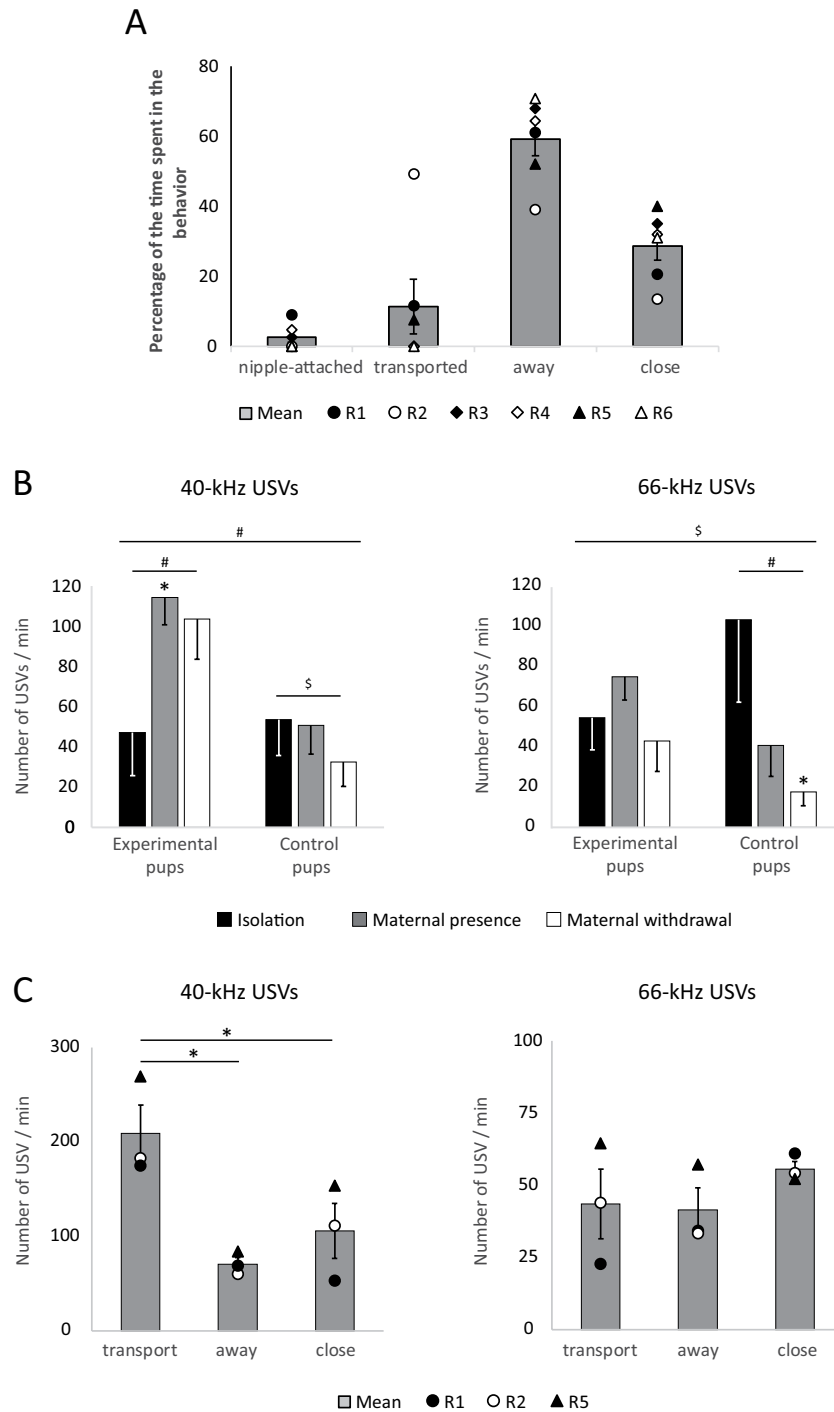 A
Percentage of the time spent in the
behavior
80
60
40
20
0
nipple-attached transported away close
Mean R1 R2 R3 R4 R5 R6
B
40-kHz USVs 66-kHz USVs
#
#
*
$
Number of USVs / min
120
100
80
60
40
20
0
Experimental
pups
Control
pups
$
#
*
Number of USVs / min
120
100
80
60
40
20
0
Experimental
pups
Control
pups
Isolation Maternal presence Maternal withdrawal
C
40-kHz USVs 66-kHz USVs
*
*
Number of USV / min
300
200
100
0
transport away close
Number of USV / min
100
75
50
25
0
transport away close
Mean R1 R2 R5